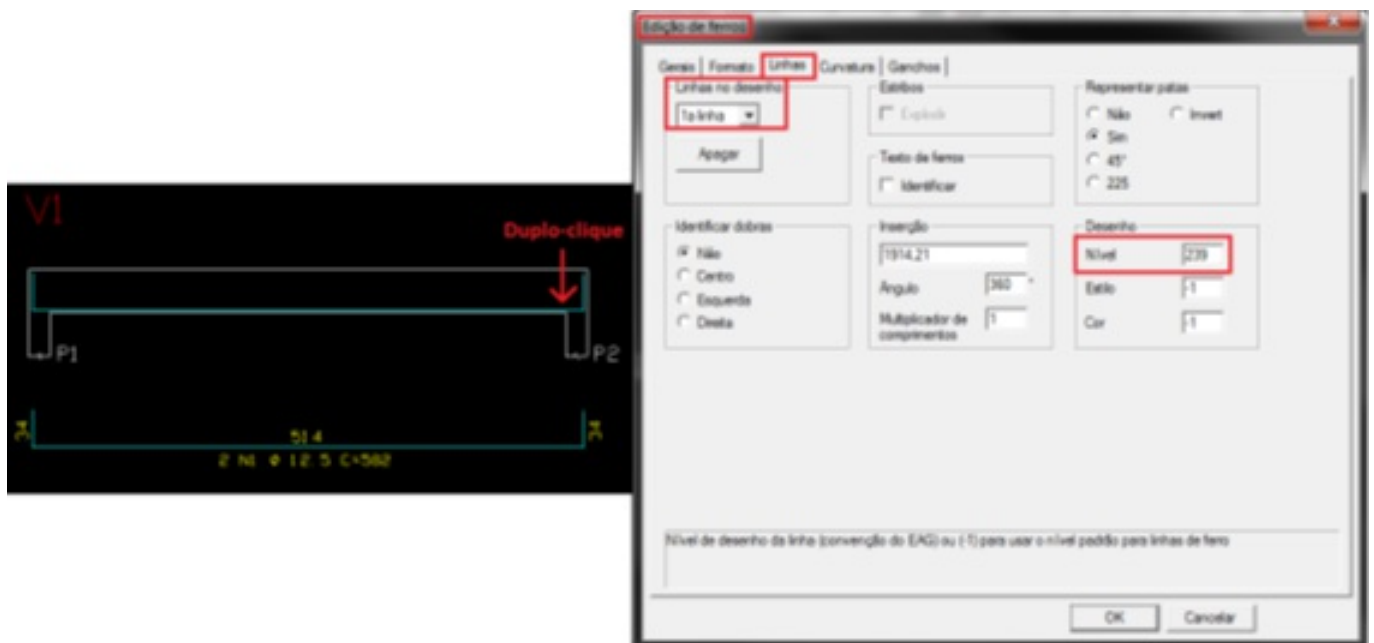 V1
Duplo-clique
P1
P2
34
514
34
2 N1 ø 12.5 C=582
Edição de ferros
Gerais
Formato
Linhas
Curvatura
Ganchos
Linhas no desenho
1a linha
Apagar
Estribos
Explodir
Texto de ferros
Identificar
Representar patas
Não
Invert
Sim
45°
225
Identificar dobras
Não
Centro
Esquerda
Direita
Inserção
1914,21
Ângulo
360 °
Multiplicador de
comprimentos
1
Desenho
Nível
239
Estilo
-1
Cor
-1
Nível de desenho da linha (convenção do EAG) ou (-1) para usar o nível padrão para linhas de ferro
OK
Cancelar